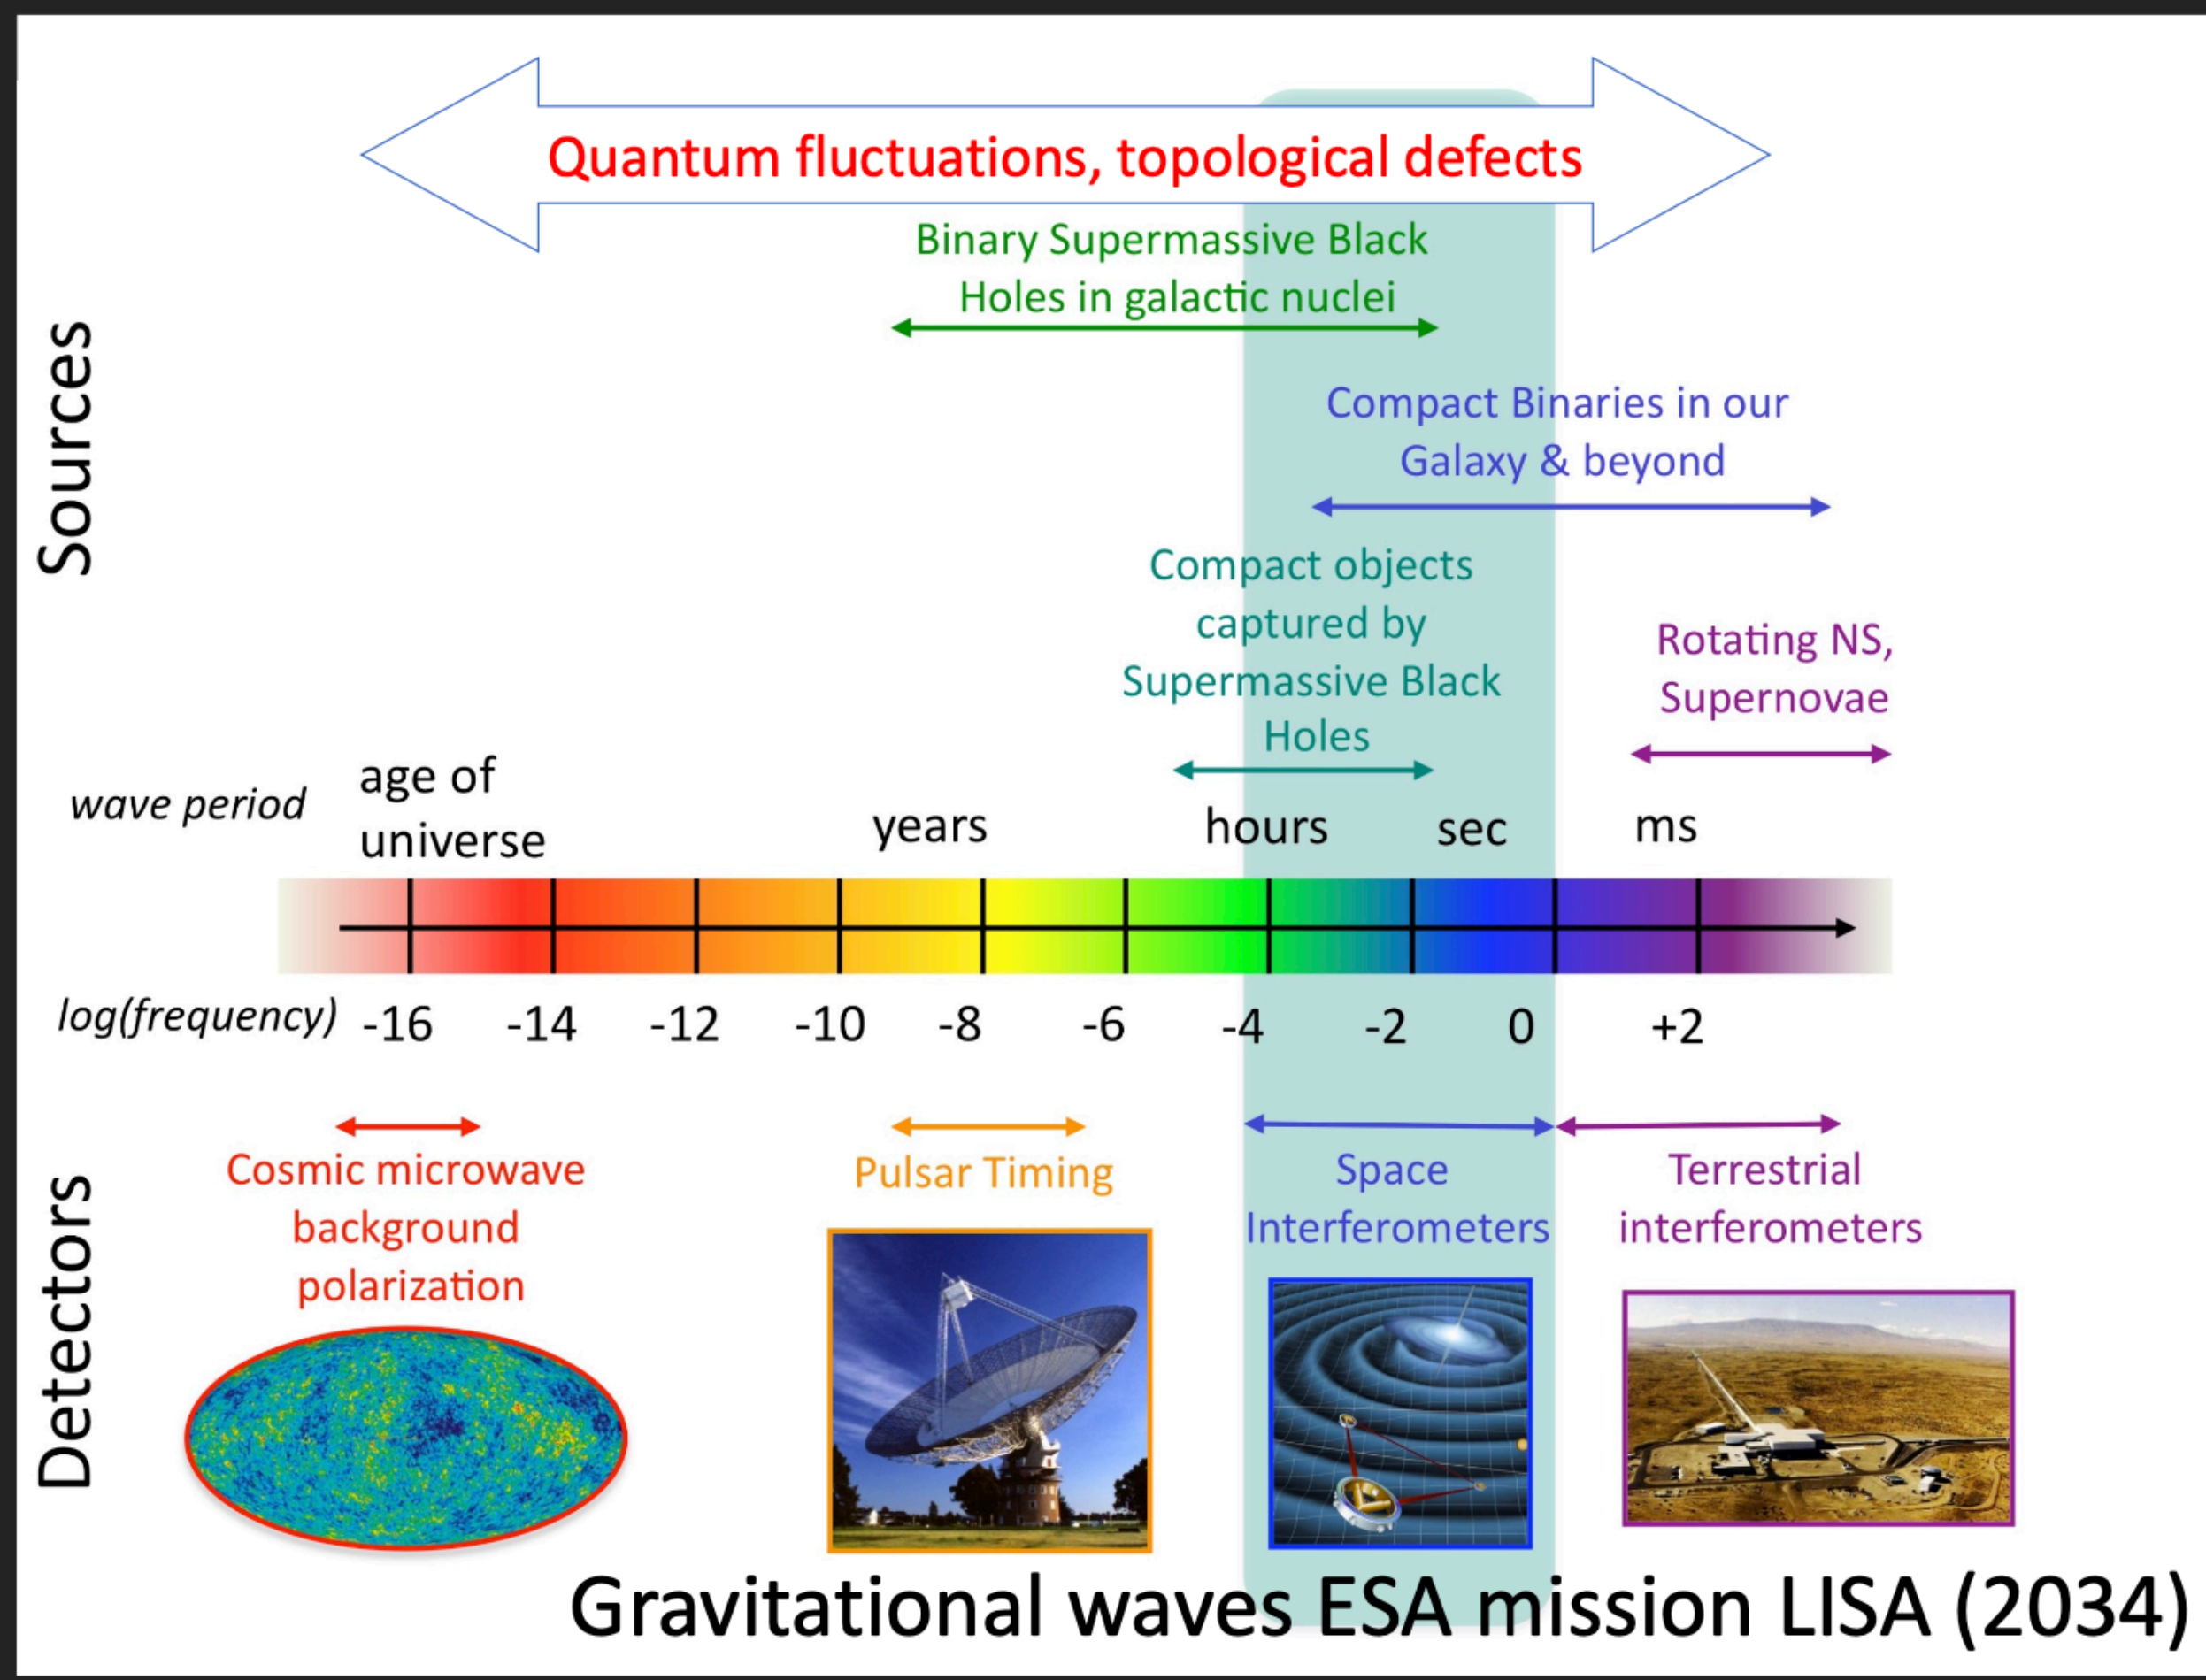 Quantum fluctuations, topological defects
Binary Supermassive Black
Holes in galactic nuclei
Sources
Compact Binaries in our
Galaxy & beyond
Compact objects
captured by
Supermassive Black
Holes
Rotating NS,
Supernovae
wave period
age of
universe
years
hours
sec
ms
log(frequency)
-16 -14 -12 -10 -8 -6 -4 -2 0 +2
Detectors
Cosmic microwave
background
polarization
Pulsar Timing
Space
Interferometers
Terrestrial
interferometers
Gravitational waves ESA mission LISA (2034)